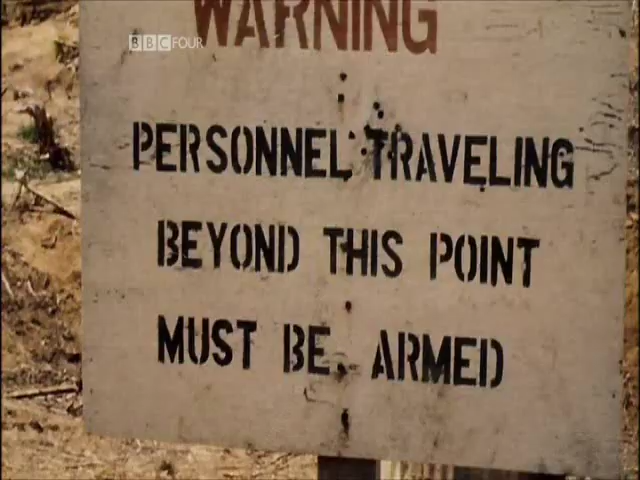 WARNING
BBC FOUR
PERSONNEL TRAVELING
BEYOND THIS POINT
MUST BE ARMED